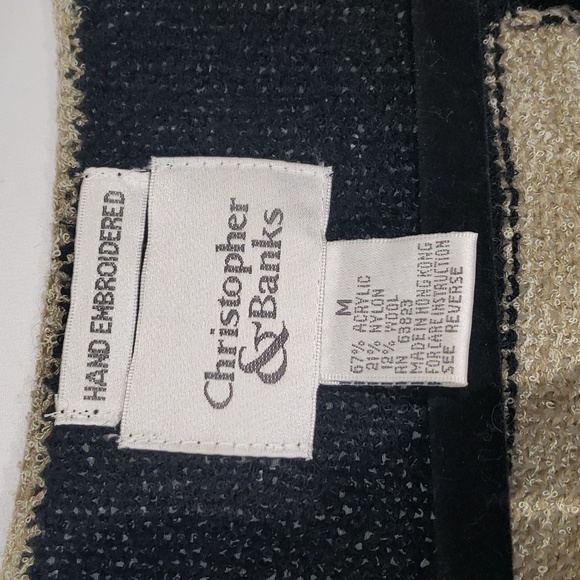 HAND EMBROIDERED
Christopher
& Banks
M
67% ACRYLIC
21% NYLON
12% WOOL
RN 63823
MADE IN HONG KONG
FOR CARE INSTRUCTION
SEE REVERSE